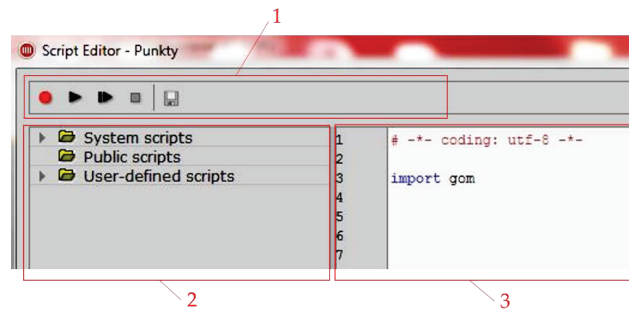 1
Script Editor - Punkty
System scripts
Public scripts
User-defined scripts
1 # -*- coding: utf-8 -*-
2
3 import gom
4
5
6
7
2
3